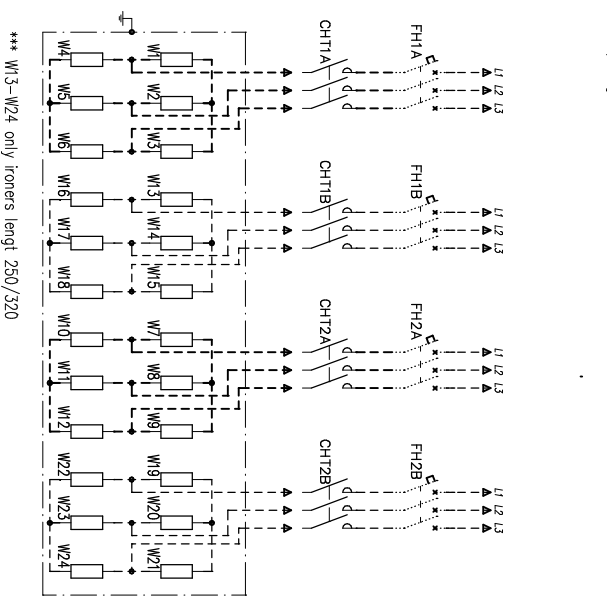 L1
L2
L3
FH1A
CHT1A
W1
W2
W3
W4
W5
W6
L1
L2
L3
FH1B
CHT1B
W13
W14
W15
W16
W17
W18
L1
L2
L3
FH2A
CHT2A
W7
W8
W9
W10
W11
W12
L1
L2
L3
FH2B
CHT2B
W19
W20
W21
W22
W23
W24
*** W13-W24 only ironers lengt 250/320